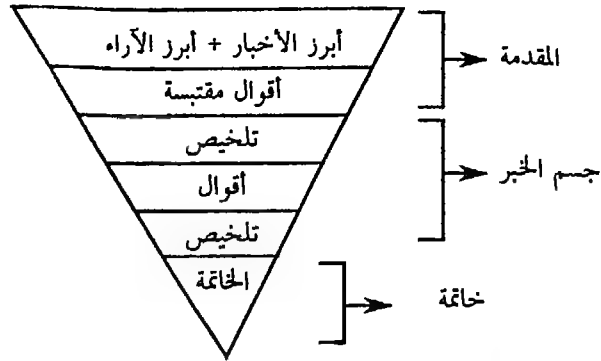 أبرز الأخبار + أبرز الآراء
المقدمة
أقوال مقتبسة
تلخيص
جسم الخبر
أقوال
تلخيص
الخاتمة
خاتمة